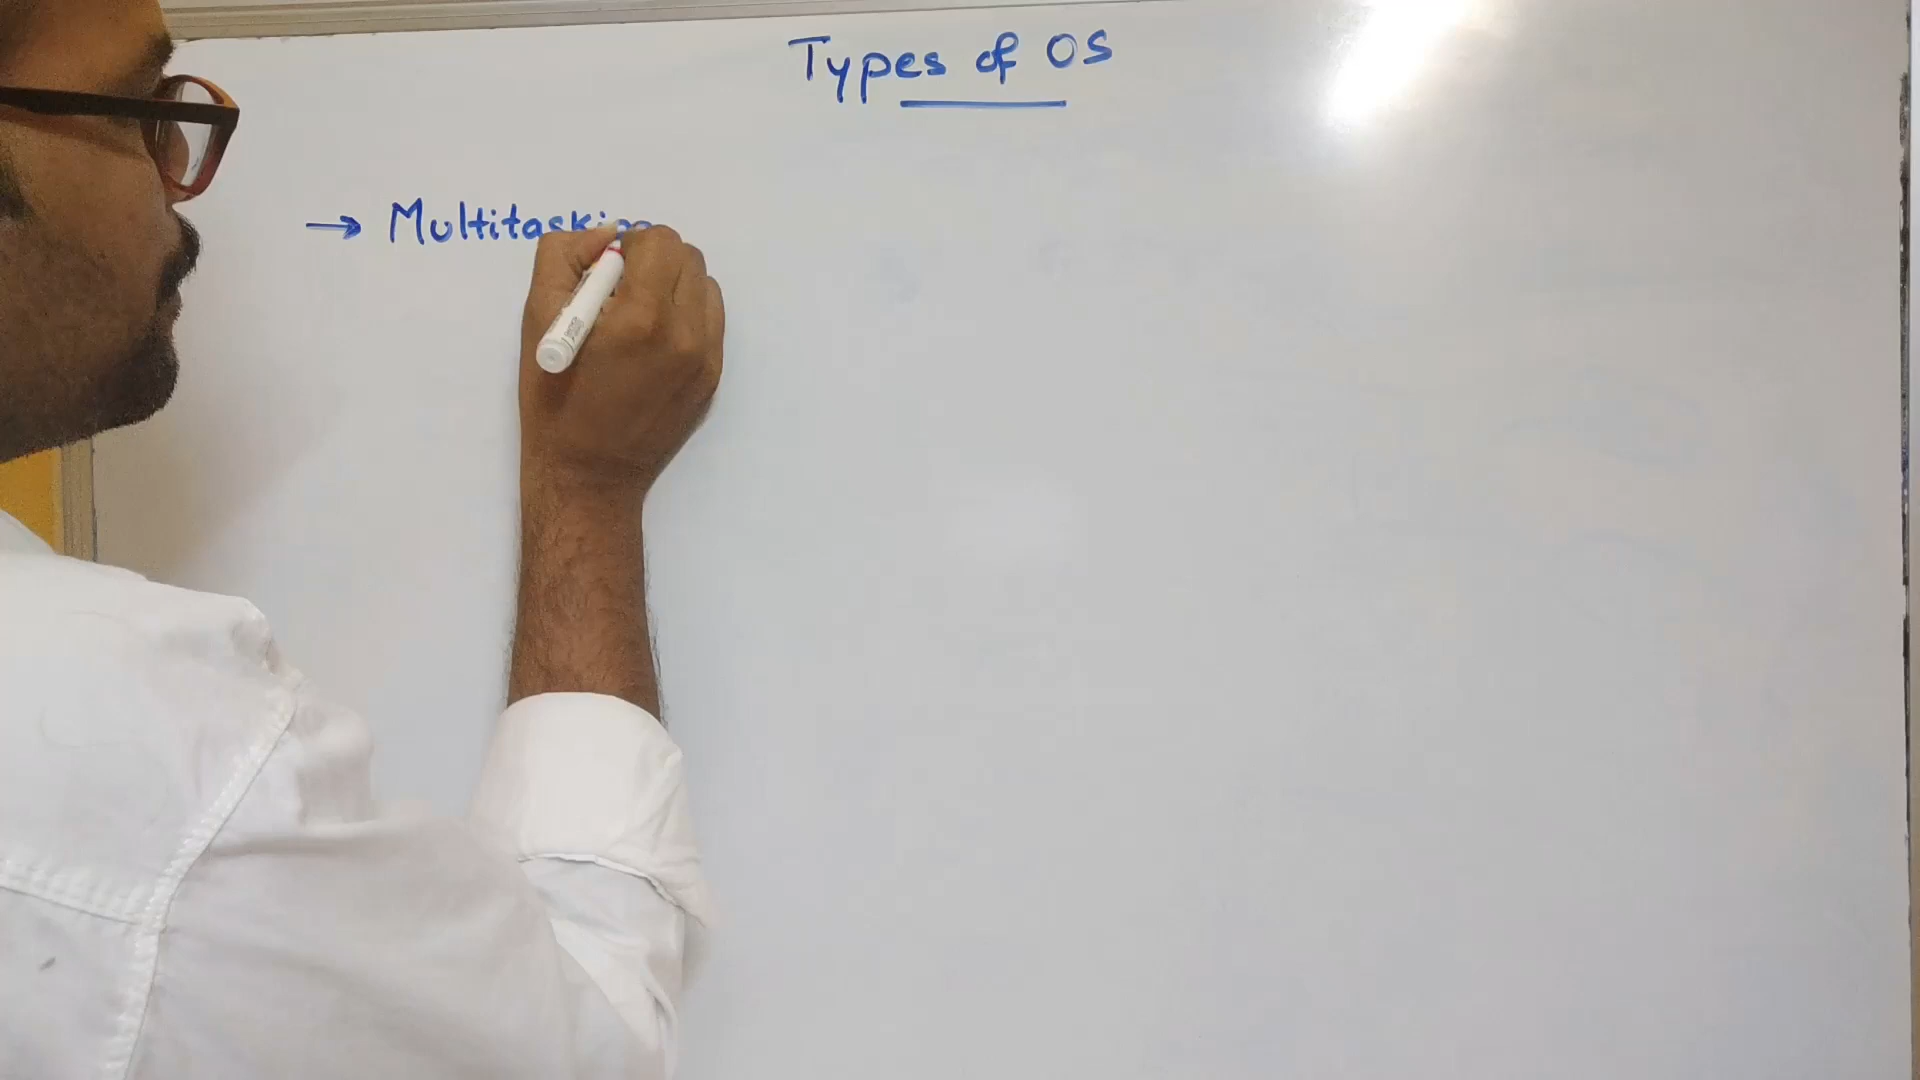 Types of OS
→ Multitasking